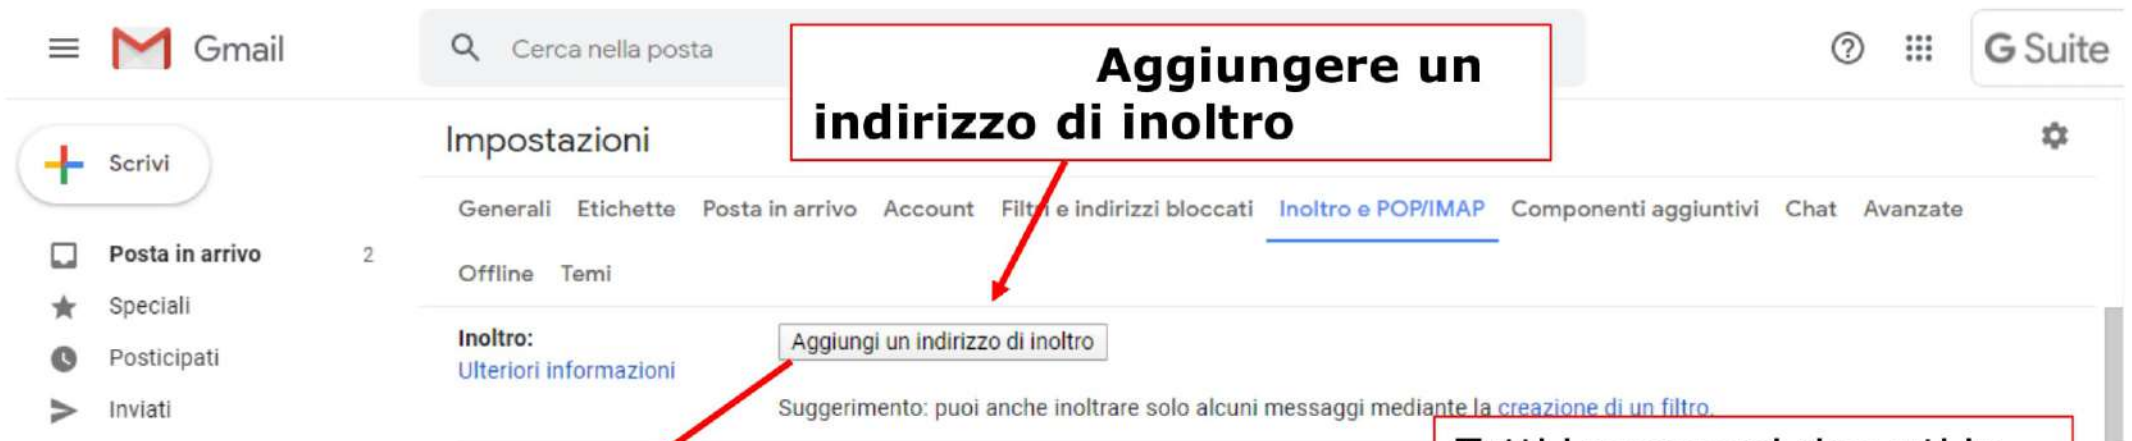 Gmail
Cerca nella posta
Aggiungere un
indirizzo di inoltro
G Suite
Scrivi
Impostazioni
Generali Etichette Posta in arrivo Account Filtri e indirizzi bloccati Inoltro e POP/IMAP Componenti aggiuntivi Chat Avanzate
Offline Temi
Posta in arrivo 2
Speciali
Posticipati
Inviati
Inoltro:
Ulteriori informazioni
Aggiungi un indirizzo di inoltro
Suggerimento: puoi anche inoltrare solo alcuni messaggi mediante la creazione di un filtro.